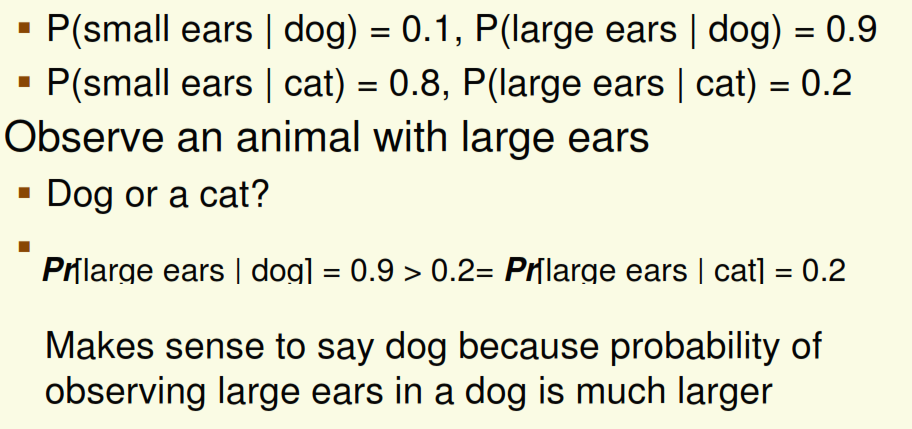 ▪ P(small ears | dog) = 0.1, P(large ears | dog) = 0.9
▪ P(small ears | cat) = 0.8, P(large ears | cat) = 0.2
Observe an animal with large ears
▪ Dog or a cat?
▪
Pr[large ears | dog] = 0.9 > 0.2= Pr[large ears | cat] = 0.2
Makes sense to say dog because probability of
observing large ears in a dog is much larger